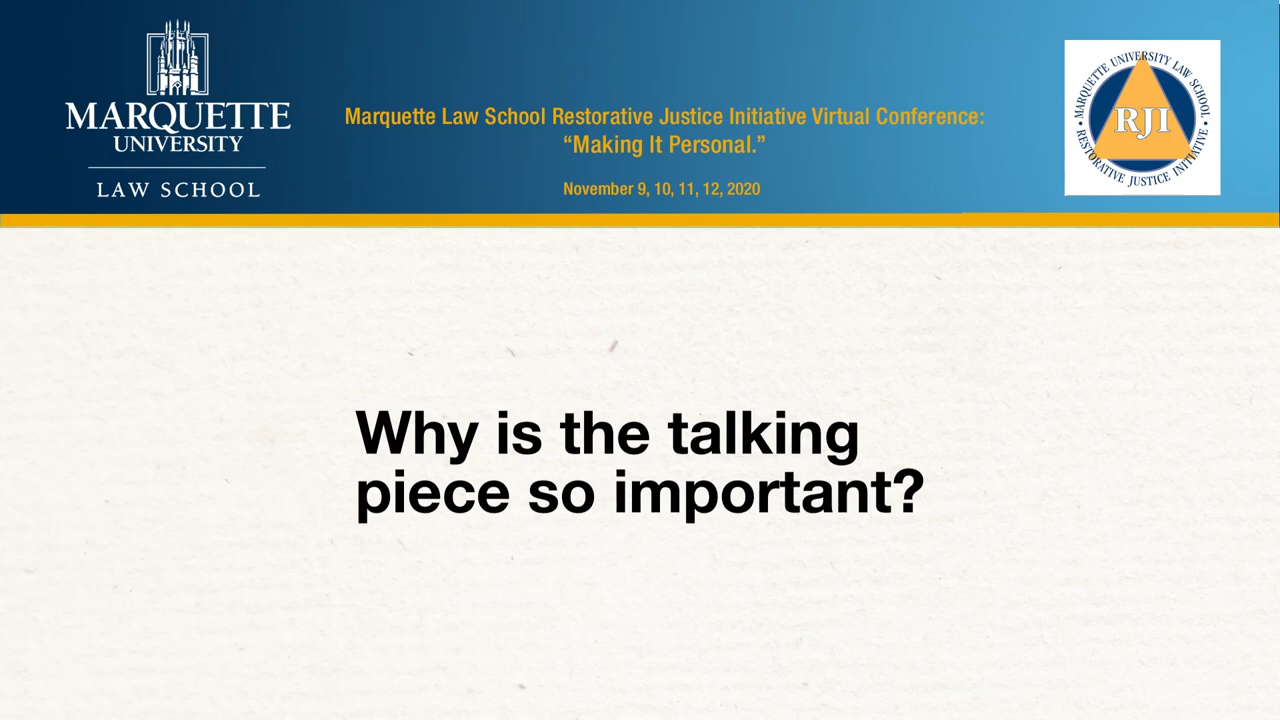 MARQUETTE
UNIVERSITY
LAW SCHOOL
Marquette Law School Restorative Justice Initiative Virtual Conference:
“Making It Personal.”
November 9, 10, 11, 12, 2020
MARQUETTE UNIVERSITY LAW SCHOOL
RJI
RESTORATIVE JUSTICE INITIATIVE
Why is the talking
piece so important?